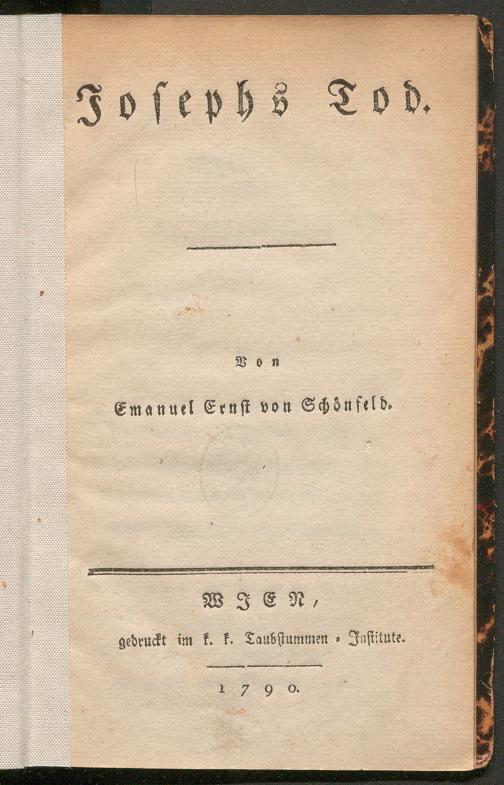 Josephs Tod.
Von
Emanuel Ernst von Schönfeld.
WIEN,
gedruckt im k. k. Taubstummen-Institute.
1790.